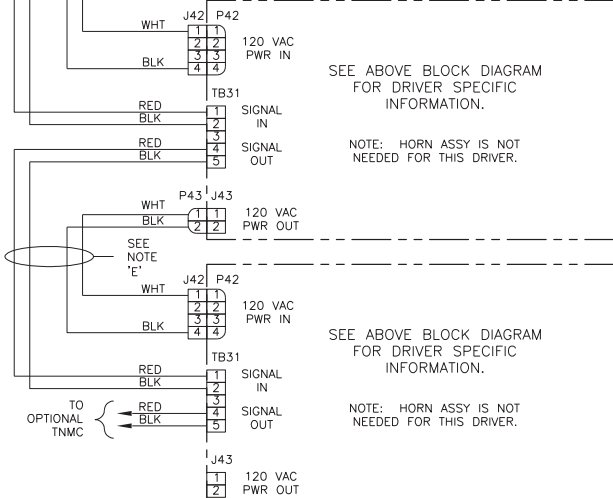 J42 P42
WHT
1 1
2 2
3 3
4 4
120 VAC
PWR IN
BLK
SEE ABOVE BLOCK DIAGRAM
FOR DRIVER SPECIFIC
INFORMATION.
NOTE: HORN ASSY IS NOT
NEEDED FOR THIS DRIVER.
TB31
RED
BLK
1
2
3
4
5
SIGNAL
IN
RED
BLK
SIGNAL
OUT
P43 J43
WHT
BLK
1 1
2 2
120 VAC
PWR OUT
SEE
NOTE
'E'
J42 P42
WHT
1 1
2 2
3 3
4 4
120 VAC
PWR IN
BLK
SEE ABOVE BLOCK DIAGRAM
FOR DRIVER SPECIFIC
INFORMATION.
NOTE: HORN ASSY IS NOT
NEEDED FOR THIS DRIVER.
TB31
RED
BLK
1
2
3
4
5
SIGNAL
IN
TO
OPTIONAL
TNMC
RED
BLK
SIGNAL
OUT
J43
1
2
120 VAC
PWR OUT